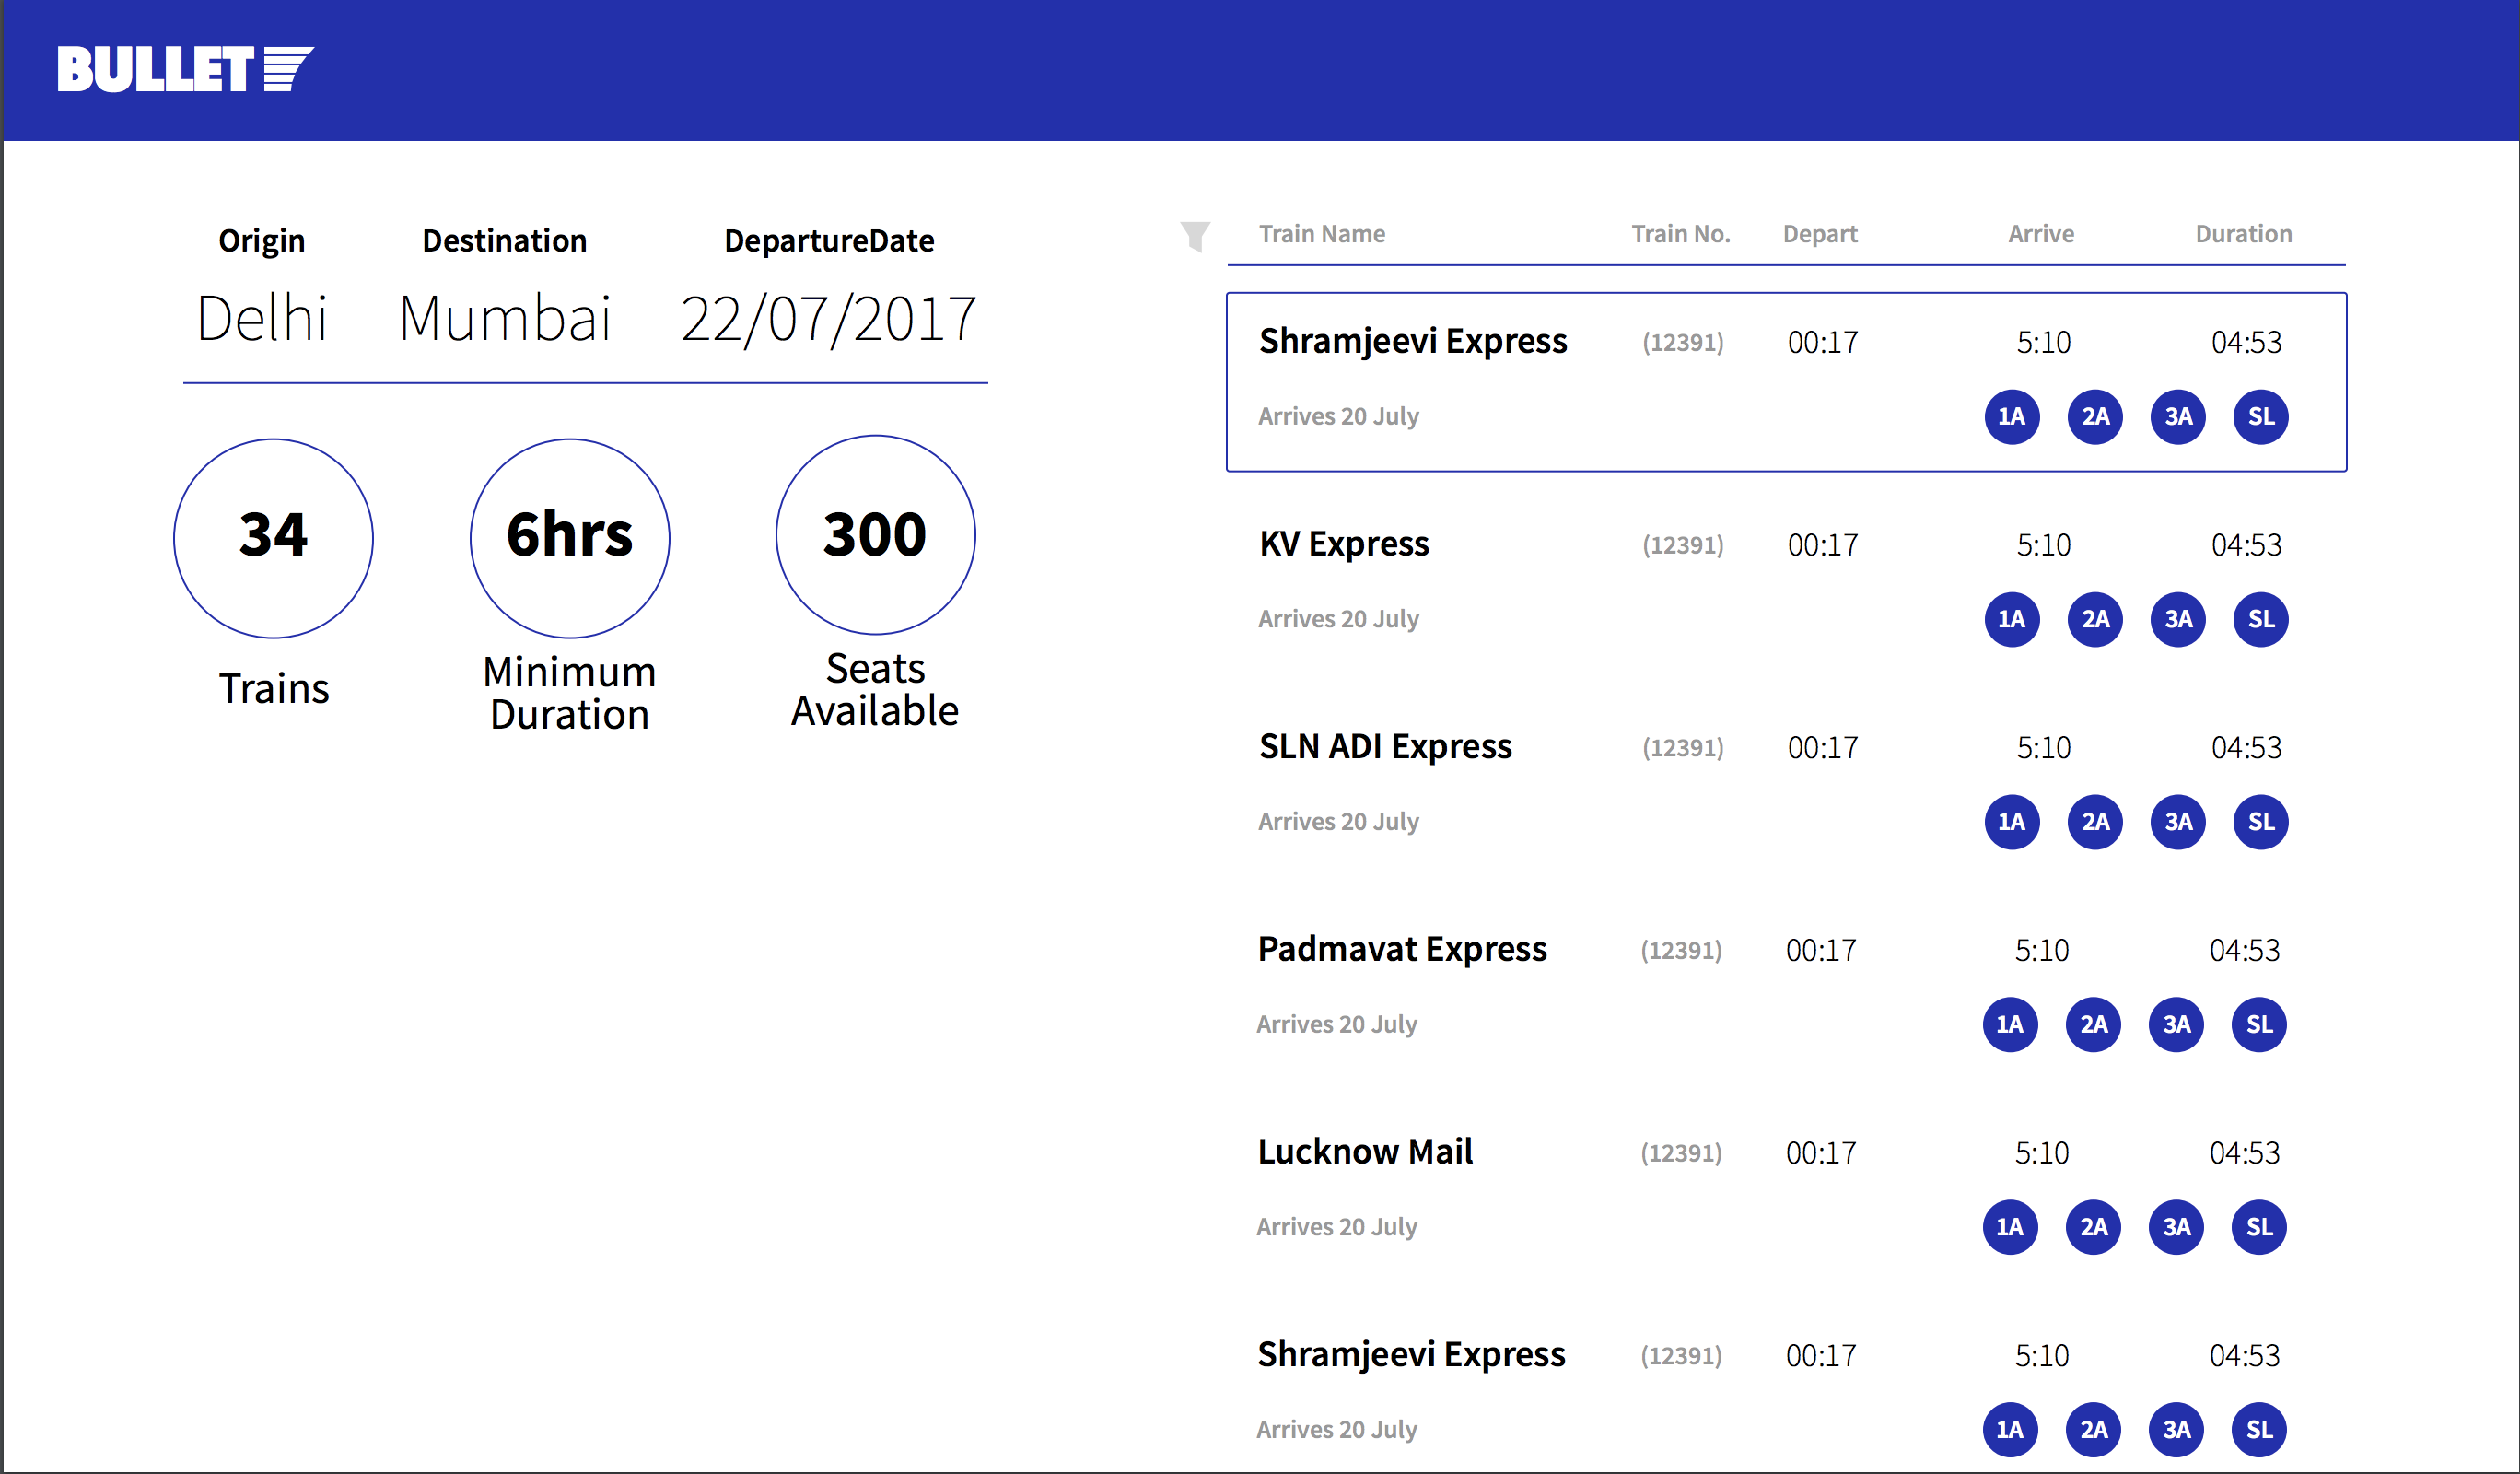 BULLET
Origin Destination DepartureDate
Delhi Mumbai 22/07/2017
34 6hrs 300
Trains Minimum Duration Seats Available
Train Name Train No. Depart Arrive Duration
Shramjeevi Express (12391) 00:17 5:10 04:53
Arrives 20 July 1A 2A 3A SL
KV Express (12391) 00:17 5:10 04:53
Arrives 20 July 1A 2A 3A SL
SLN ADI Express (12391) 00:17 5:10 04:53
Arrives 20 July 1A 2A 3A SL
Padmavat Express (12391) 00:17 5:10 04:53
Arrives 20 July 1A 2A 3A SL
Lucknow Mail (12391) 00:17 5:10 04:53
Arrives 20 July 1A 2A 3A SL
Shramjeevi Express (12391) 00:17 5:10 04:53
Arrives 20 July 1A 2A 3A SL